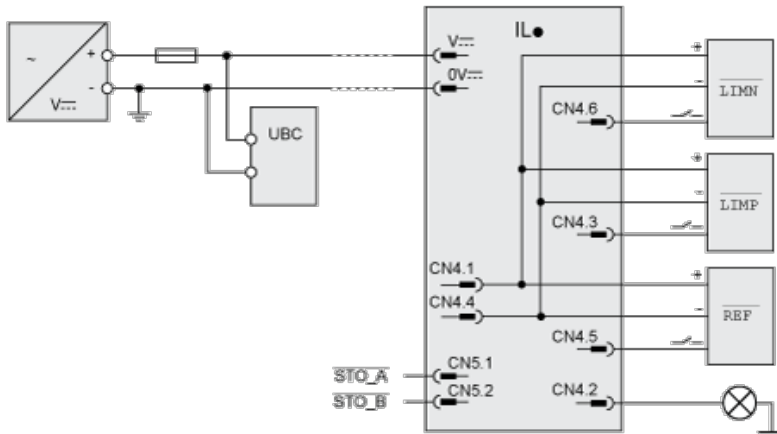 ~
+
-
V⎓
UBC
IL●
V⎓
0V⎓
CN4.6
CN4.3
CN4.1
CN4.4
CN4.5
CN5.1
CN5.2
CN4.2
STO_A
STO_B
+
-
LIMN
+
-
LIMP
+
-
REF